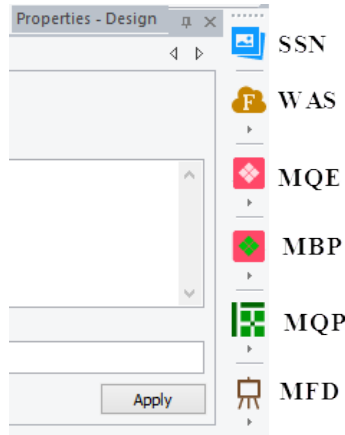 Properties - Design
SSN
F WAS
MQE
MBP
MQP
Apply
MFD